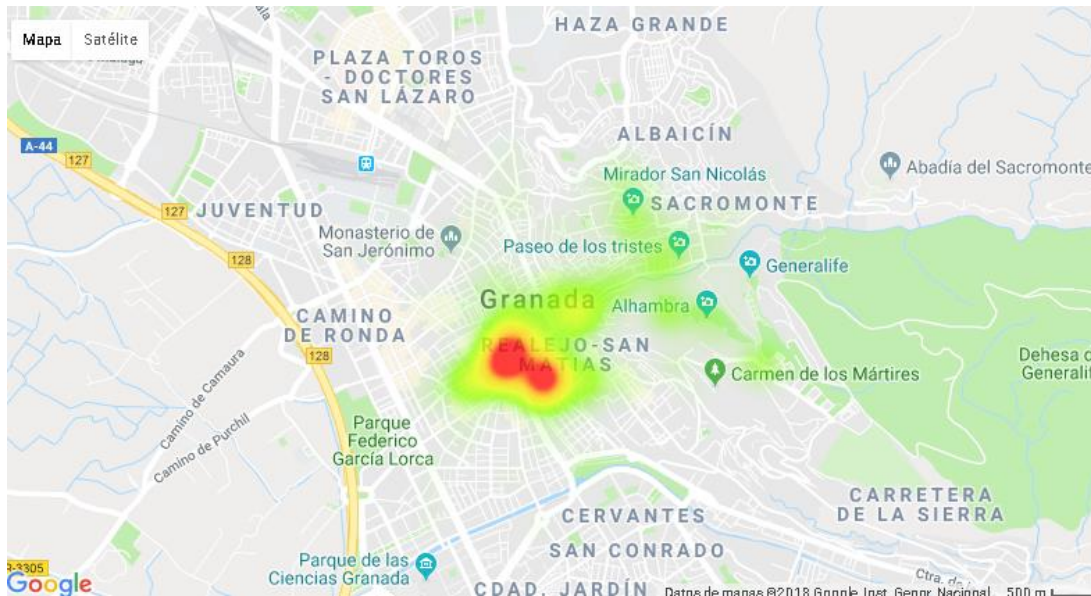 Mapa Satélite
HAZA GRANDE
PLAZA TOROS
- DOCTORES
SAN LÁZARO
ALBAICÍN
A-44
127
Abadía del Sacromonte
Mirador San Nicolás
SACROMONTE
127
JUVENTUD
Monasterio de
San Jerónimo
Paseo de los tristes
128
Generalife
Granada
Alhambra
CAMINO
DE RONDA
REALEJO-SAN
MATÍAS
128
Dehesa d
Generalif
Carmen de los Mártires
Camino de Camaura
Camino de Purchil
Parque
Federico
García Lorca
CARRETERA
DE LA SIERRA
CERVANTES
SAN CONRADO
Parque de las
Ciencias Granada
R-3305
Google
CDAD. JARDÍN
Ctra. de
Datos de mapas ©2018 Google, Inst. Geogr. Nacional 500 m